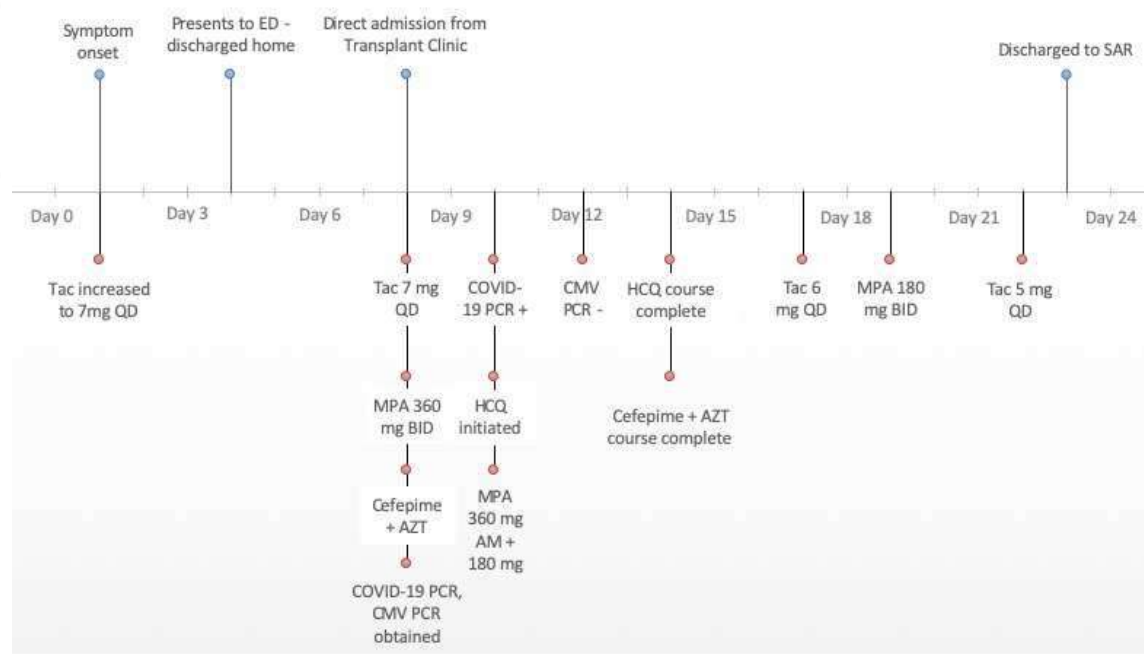 Symptom
onset
Presents to ED -
discharged home
Direct admission from
Transplant Clinic
Discharged to SAR
Day 0
Day 3
Day 6
Day 9
Day 12
Day 15
Day 18
Day 21
Day 24
Tac increased
to 7mg QD
Tac 7 mg
QD
COVID-
19 PCR +
CMV
PCR -
HCQ course
complete
Tac 6
mg QD
MPA 180
mg BID
Tac 5 mg
QD
MPA 360
mg BID
HCQ
initiated
Cefepime + AZT
course complete
Cefepime
+ AZT
MPA
360 mg
AM +
180 mg
COVID-19 PCR,
CMV PCR
obtained